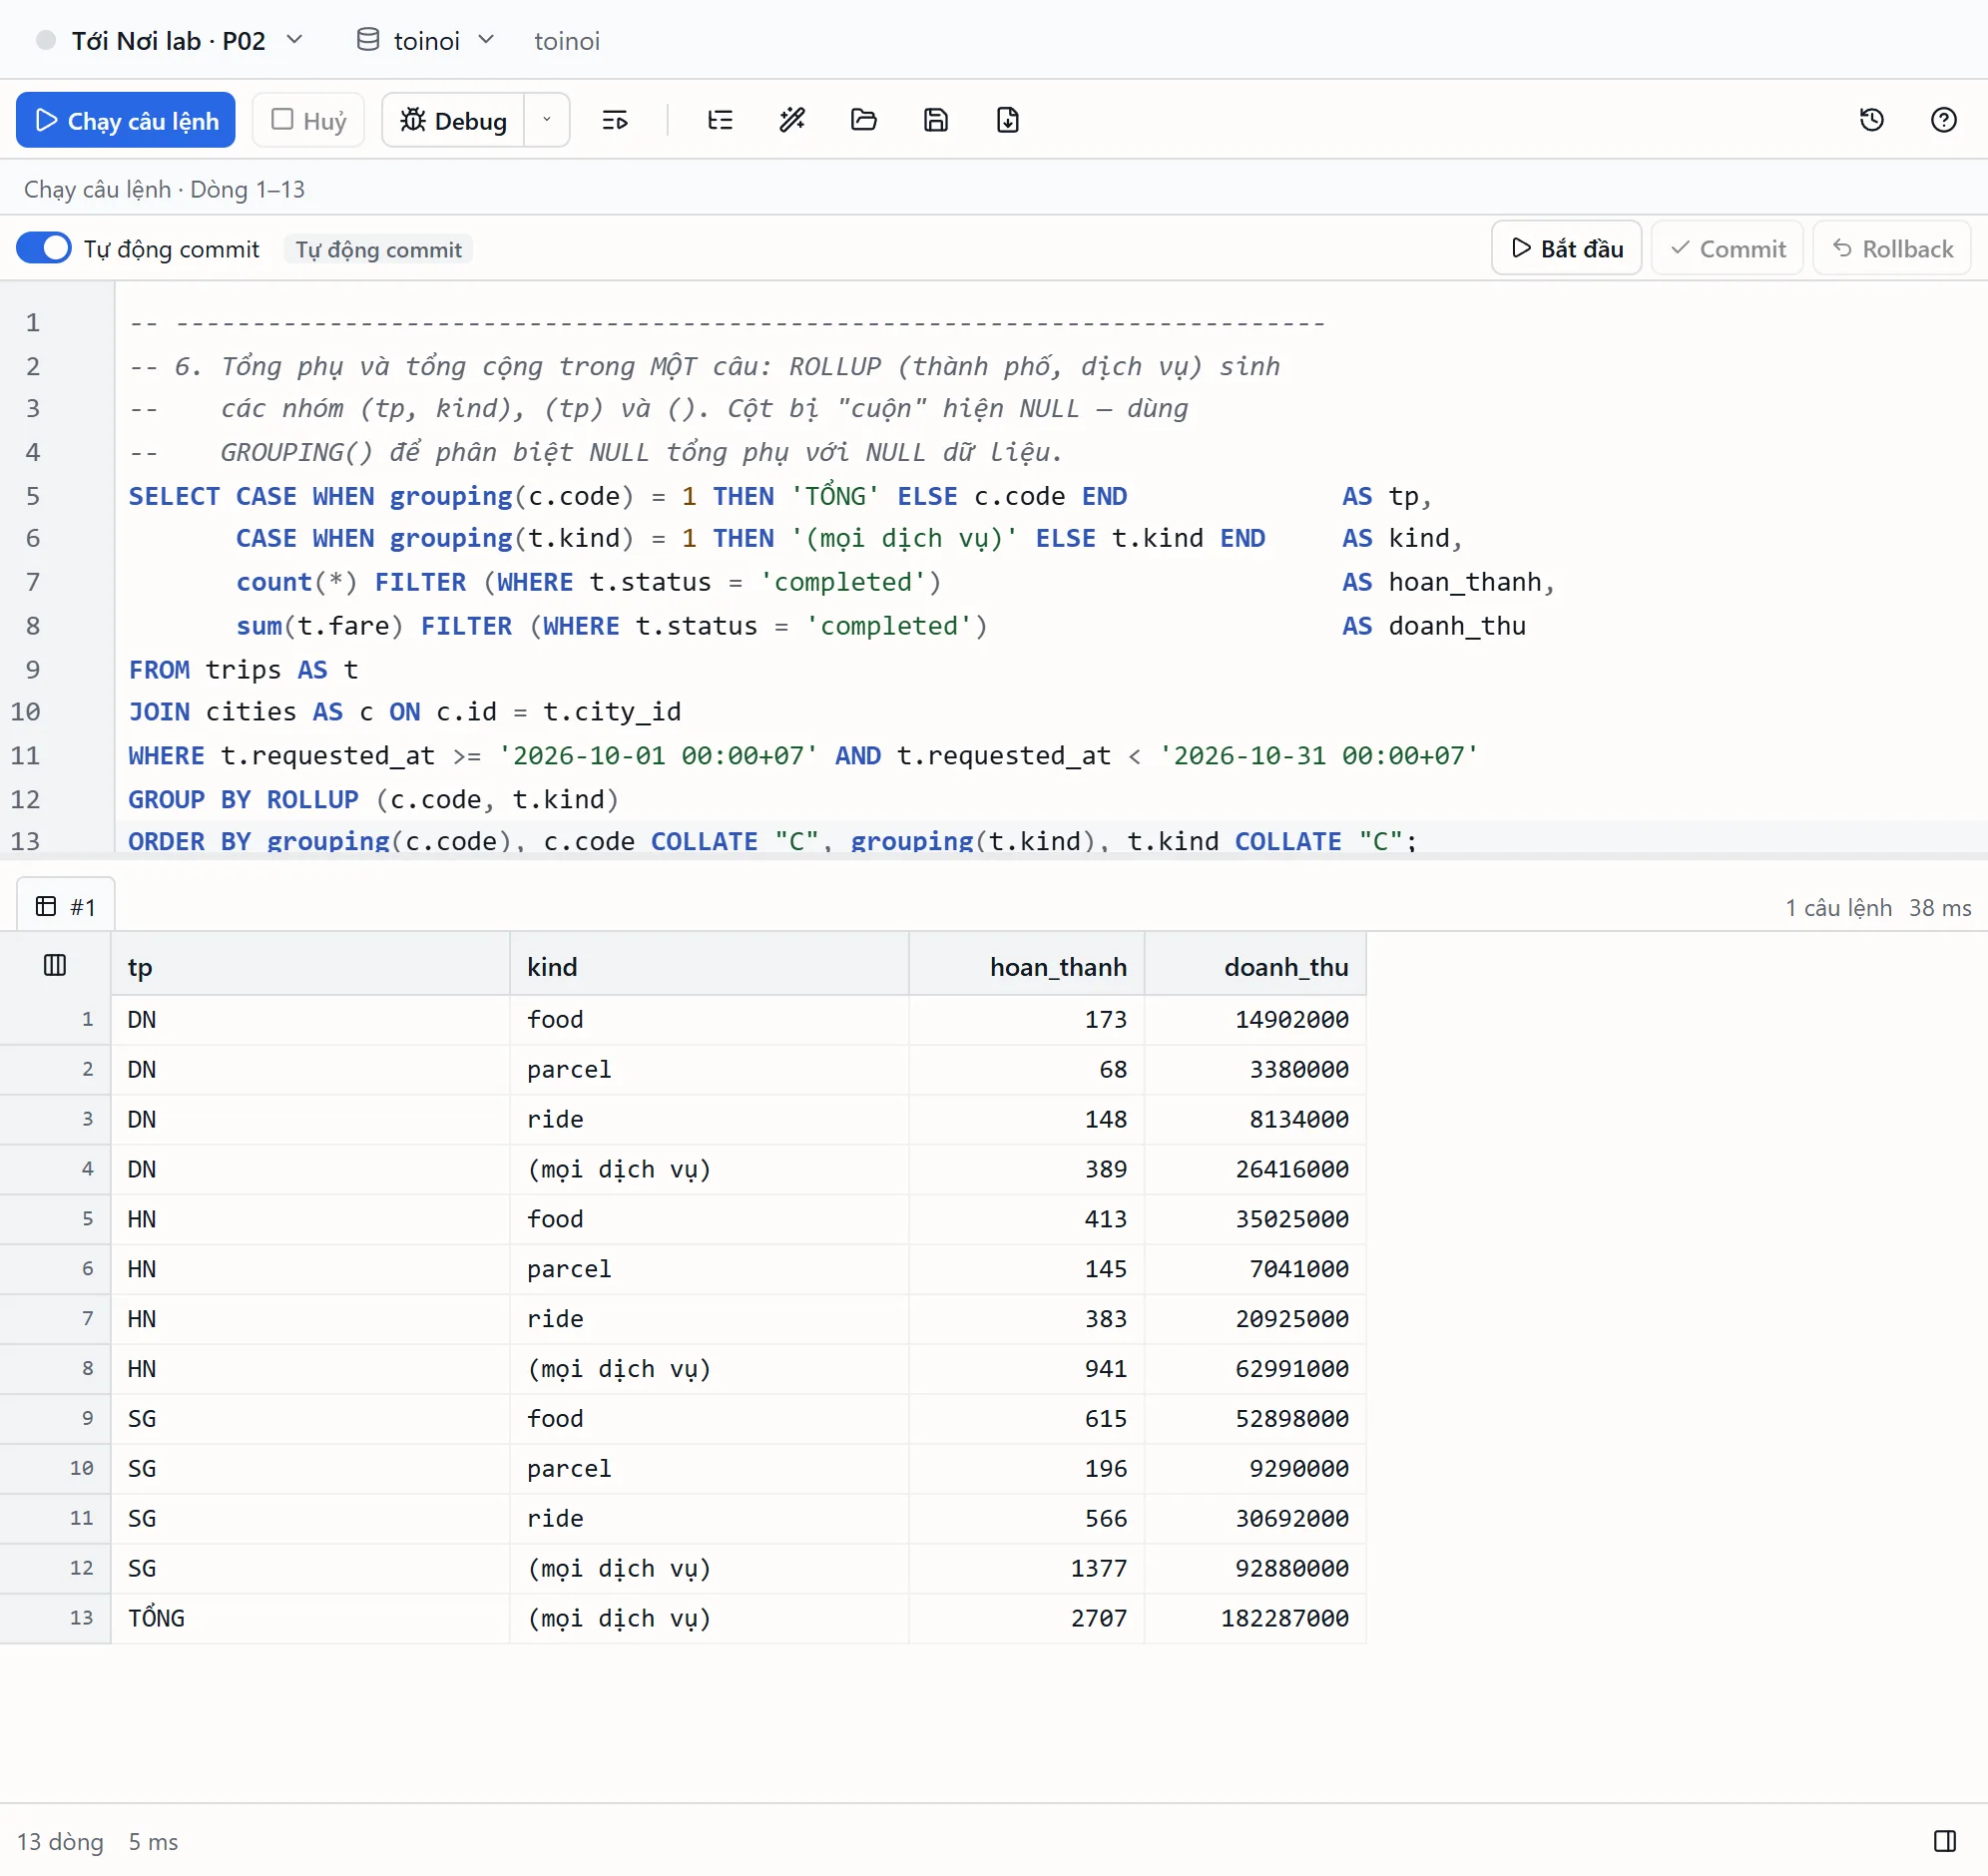 Tới Nơi lab · P02 toinoi toinoi
Chạy câu lệnh Huỷ Debug
Chạy câu lệnh · Dòng 1–13
Tự động commit Tự động commit Bắt đầu Commit Rollback
1 -- ---------------------------------------------------------------------------
2 -- 6. Tổng phụ và tổng cộng trong MỘT câu: ROLLUP (thành phố, dịch vụ) sinh
3 -- các nhóm (tp, kind), (tp) và (). Cột bị "cuộn" hiện NULL — dùng
4 -- GROUPING() để phân biệt NULL tổng phụ với NULL dữ liệu.
5 SELECT CASE WHEN grouping(c.code) = 1 THEN 'TỔNG' ELSE c.code END AS tp,
6 CASE WHEN grouping(t.kind) = 1 THEN '(mọi dịch vụ)' ELSE t.kind END AS kind,
7 count(*) FILTER (WHERE t.status = 'completed') AS hoan_thanh,
8 sum(t.fare) FILTER (WHERE t.status = 'completed') AS doanh_thu
9 FROM trips AS t
10 JOIN cities AS c ON c.id = t.city_id
11 WHERE t.requested_at >= '2026-10-01 00:00+07' AND t.requested_at < '2026-10-31 00:00+07'
12 GROUP BY ROLLUP (c.code, t.kind)
13 ORDER BY grouping(c.code), c.code COLLATE "C", grouping(t.kind), t.kind COLLATE "C";
#1 1 câu lệnh 38 ms
tp kind hoan_thanh doanh_thu
1 DN food 173 14902000
2 DN parcel 68 3380000
3 DN ride 148 8134000
4 DN (mọi dịch vụ) 389 26416000
5 HN food 413 35025000
6 HN parcel 145 7041000
7 HN ride 383 20925000
8 HN (mọi dịch vụ) 941 62991000
9 SG food 615 52898000
10 SG parcel 196 9290000
11 SG ride 566 30692000
12 SG (mọi dịch vụ) 1377 92880000
13 TỔNG (mọi dịch vụ) 2707 182287000
13 dòng 5 ms